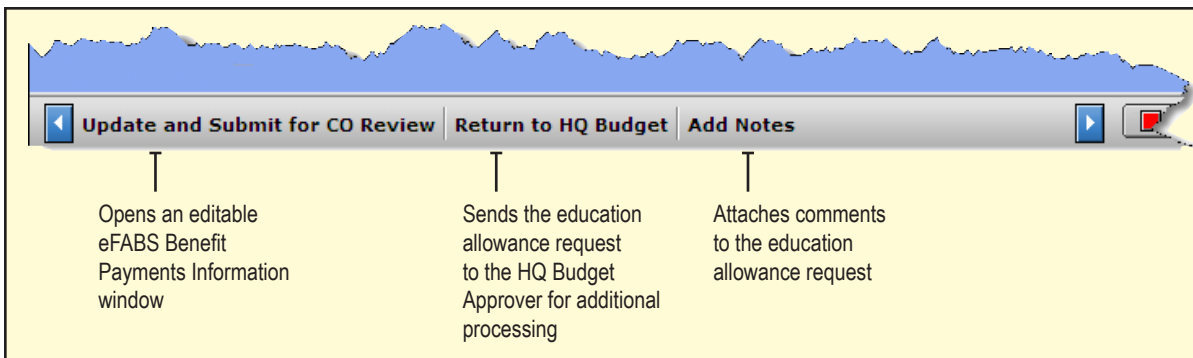 Update and Submit for CO Review Return to HQ Budget Add Notes
Opens an editable
eFABS Benefit
Payments Information
window
Sends the education
allowance request
to the HQ Budget
Approver for additional
processing
Attaches comments
to the education
allowance request